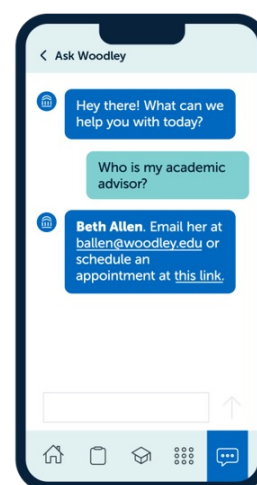 Ask Woodley
Hey there! What can we
help you with today?
Who is my academic
advisor?
Beth Allen. Email her at
ballen@woodley.edu or
schedule an
appointment at this link.